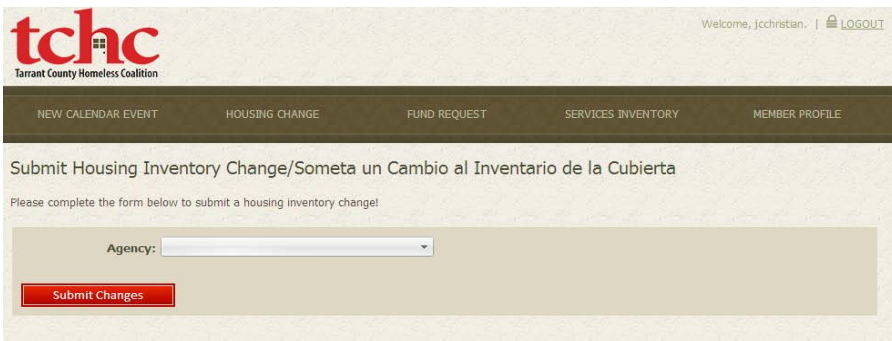 Welcome, jcchristian. | LOGOUT
tchc
Tarrant County Homeless Coalition
NEW CALENDAR EVENT HOUSING CHANGE FUND REQUEST SERVICES INVENTORY MEMBER PROFILE
Submit Housing Inventory Change/Someta un Cambio al Inventario de la Cubierta
Please complete the form below to submit a housing inventory change!
Agency:
Submit Changes